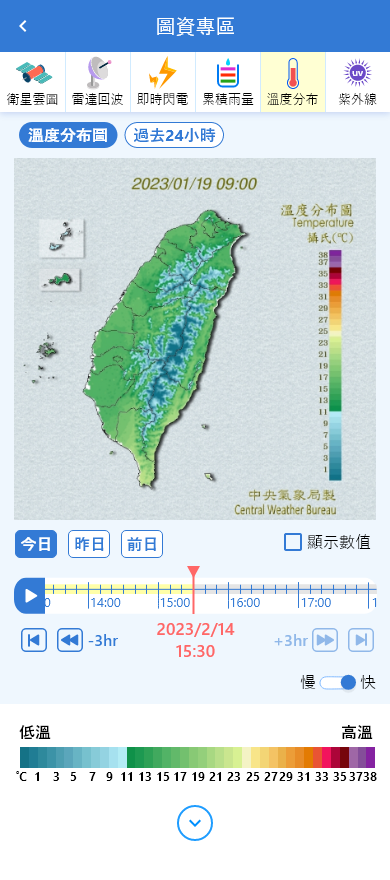 圖資專區
衛星雲圖 雷達回波 即時閃電 累積雨量 溫度分布 紫外線
UV
溫度分布圖 過去24小時
2023/01/19 09:00
溫度分布圖
Temperature
攝氏(℃)
38
37
35
33
31
29
27
25
23
21
19
17
15
13
11
9
7
5
3
1
中央氣象局製
Central Weather Bureau
今日 昨日 前日 顯示數值
0 14:00 15:00 16:00 17:00 1
-3hr 2023/2/14 +3hr
15:30
慢 快
低溫 高溫
℃ 1 3 5 7 9 11 13 15 17 19 21 23 25 27 29 31 33 35 37 38